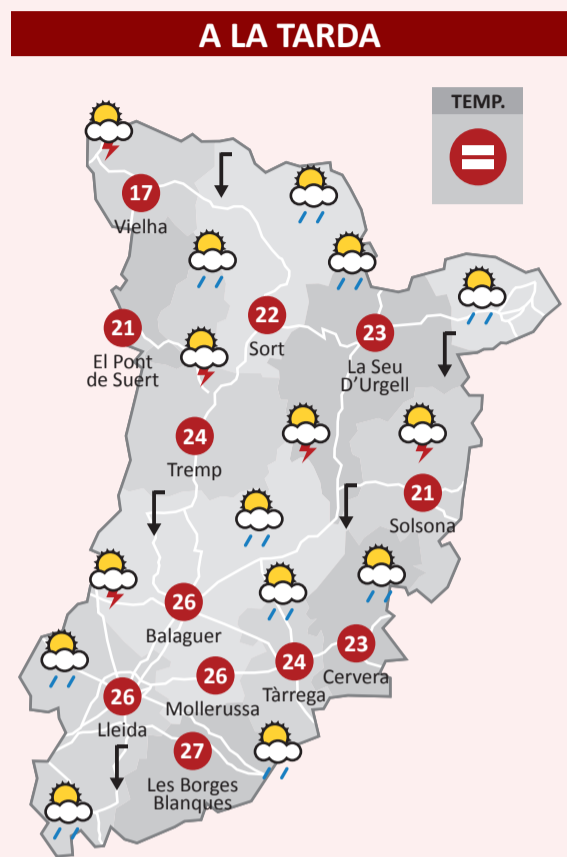 A LA TARDA
TEMP.
17
Vielha
22
Sort
21
El Pont
de Suert
23
La Seu
D'Urgell
24
Tremp
21
Solsona
26
Balaguer
23
Cervera
24
Tàrrega
26
Mollerussa
26
Lleida
27
Les Borges
Blanques